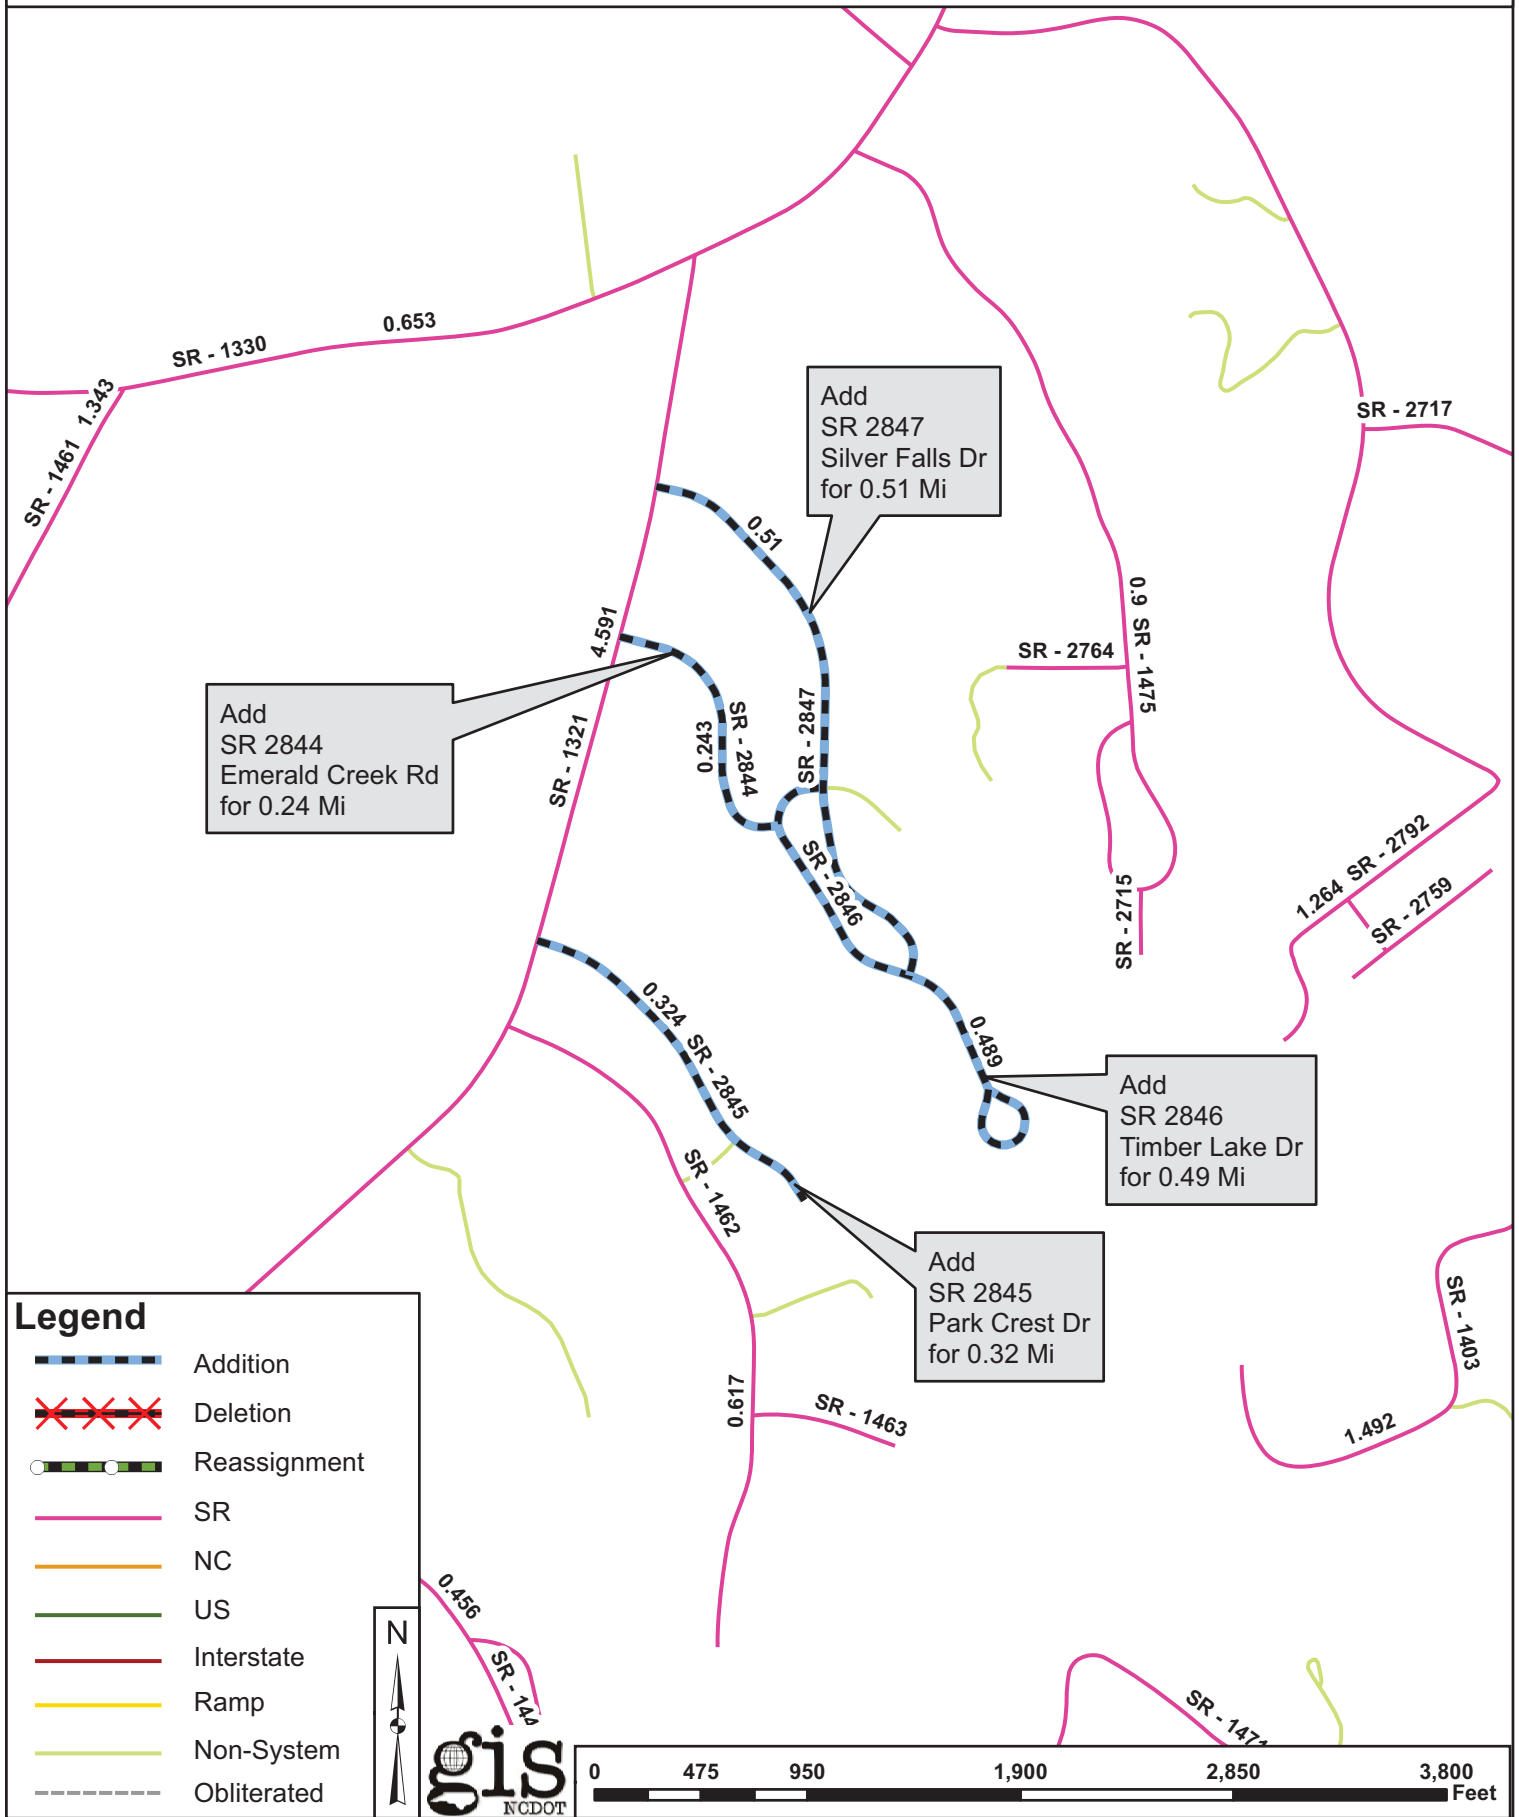 SR - 1330
0.653
SR - 1461 1.343
Add
SR 2847
Silver Falls Dr
for 0.51 Mi
SR - 2717
0.51
4.591
0.9 SR - 1475
SR - 2764
Add
SR 2844
Emerald Creek Rd
for 0.24 Mi
SR - 1321
0.243
SR - 2844
SR - 2847
SR - 2846
SR - 2715
1.264 SR - 2792
SR - 2759
0.324 SR - 2845
0.489
Add
SR 2846
Timber Lake Dr
for 0.49 Mi
SR - 1462
Add
SR 2845
Park Crest Dr
for 0.32 Mi
SR - 1403
1.492
0.617
SR - 1463
Legend
Addition
Deletion
Reassignment
SR
NC
US
Interstate
Ramp
Non-System
Obliterated
N
0.456
SR - 144
SR - 147
gis
NCDOT
0 475 950 1,900 2,850 3,800
Feet